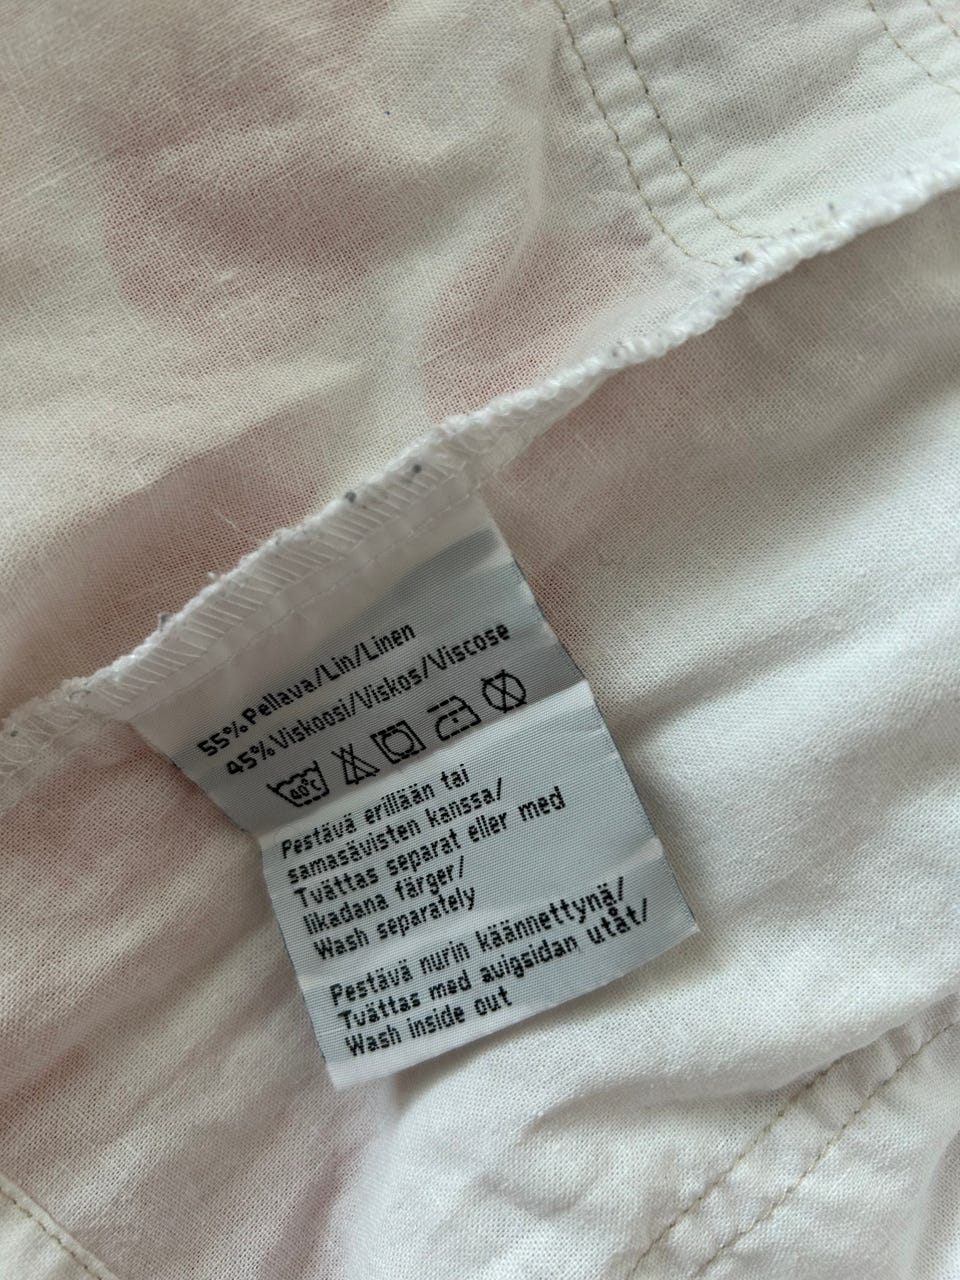 55% Pellava/Lin/Linen
45% Viskoosi/Viskos/Viscose
40°C
Pestävä erillään tai
samasävisten kanssa/
Tvättas separat eller med
likadana färger/
Wash separately
Pestävä nurin käännettynä/
Tvättas med avigsidan utåt/
Wash inside out